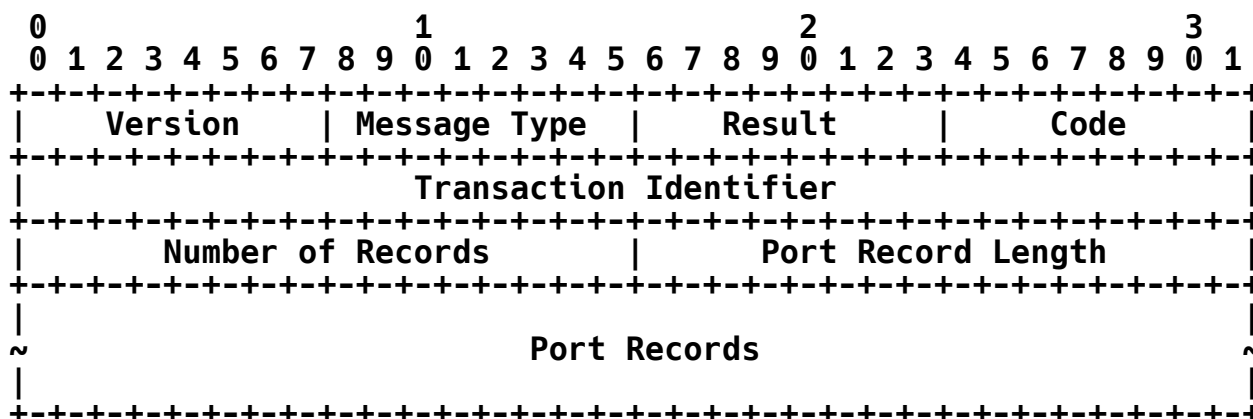 0                   1                   2                   3
 0 1 2 3 4 5 6 7 8 9 0 1 2 3 4 5 6 7 8 9 0 1 2 3 4 5 6 7 8 9 0 1
+-+-+-+-+-+-+-+-+-+-+-+-+-+-+-+-+-+-+-+-+-+-+-+-+-+-+-+-+-+-+-+-+
|    Version    | Message Type  |    Result     |     Code      |
+-+-+-+-+-+-+-+-+-+-+-+-+-+-+-+-+-+-+-+-+-+-+-+-+-+-+-+-+-+-+-+-+
|                    Transaction Identifier                     |
+-+-+-+-+-+-+-+-+-+-+-+-+-+-+-+-+-+-+-+-+-+-+-+-+-+-+-+-+-+-+-+-+
|       Number of Records       |      Port Record Length       |
+-+-+-+-+-+-+-+-+-+-+-+-+-+-+-+-+-+-+-+-+-+-+-+-+-+-+-+-+-+-+-+-+
|                                                               |
~                          Port Records                         ~
|                                                               |
+-+-+-+-+-+-+-+-+-+-+-+-+-+-+-+-+-+-+-+-+-+-+-+-+-+-+-+-+-+-+-+-+